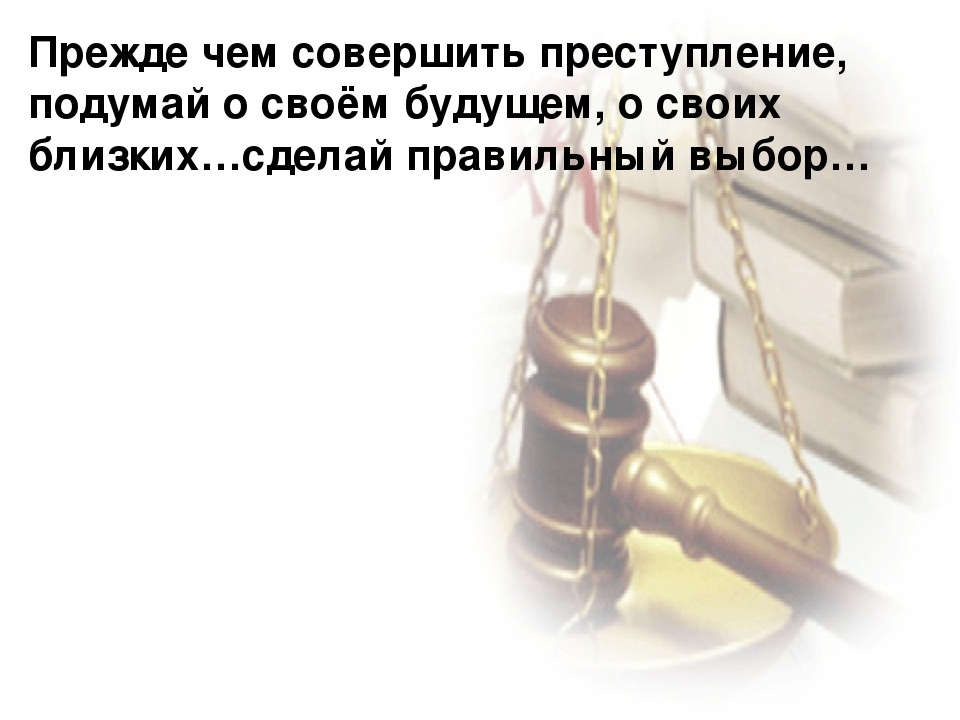 Прежде чем совершить преступление,
подумай о своём будущем, о своих
близких…сделай правильный выбор…